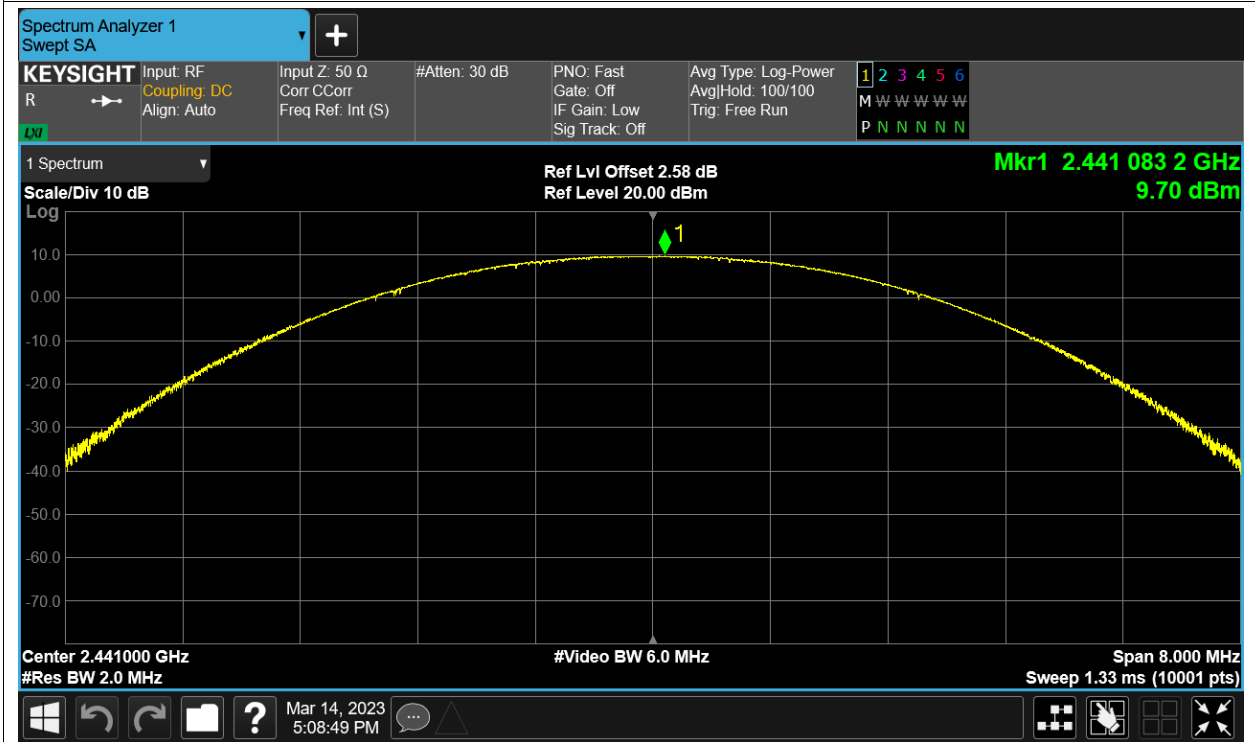 Spectrum Analyzer 1
Swept SA
+
KEYSIGHT
R
LXI
Input: RF
Coupling: DC
Align: Auto
Input Z: 50 Ω
Corr CCorr
Freq Ref: Int (S)
#Atten: 30 dB
PNO: Fast
Gate: Off
IF Gain: Low
Sig Track: Off
Avg Type: Log-Power
Avg|Hold: 100/100
Trig: Free Run
1 2 3 4 5 6
M W W W W W
P N N N N N
1 Spectrum
Scale/Div 10 dB
Ref Lvl Offset 2.58 dB
Ref Level 20.00 dBm
Mkr1 2.441 083 2 GHz
9.70 dBm
Log
1
10.0
0.00
-10.0
-20.0
-30.0
-40.0
-50.0
-60.0
-70.0
Center 2.441000 GHz
#Video BW 6.0 MHz
Span 8.000 MHz
#Res BW 2.0 MHz
Sweep 1.33 ms (10001 pts)
?
Mar 14, 2023
5:08:49 PM